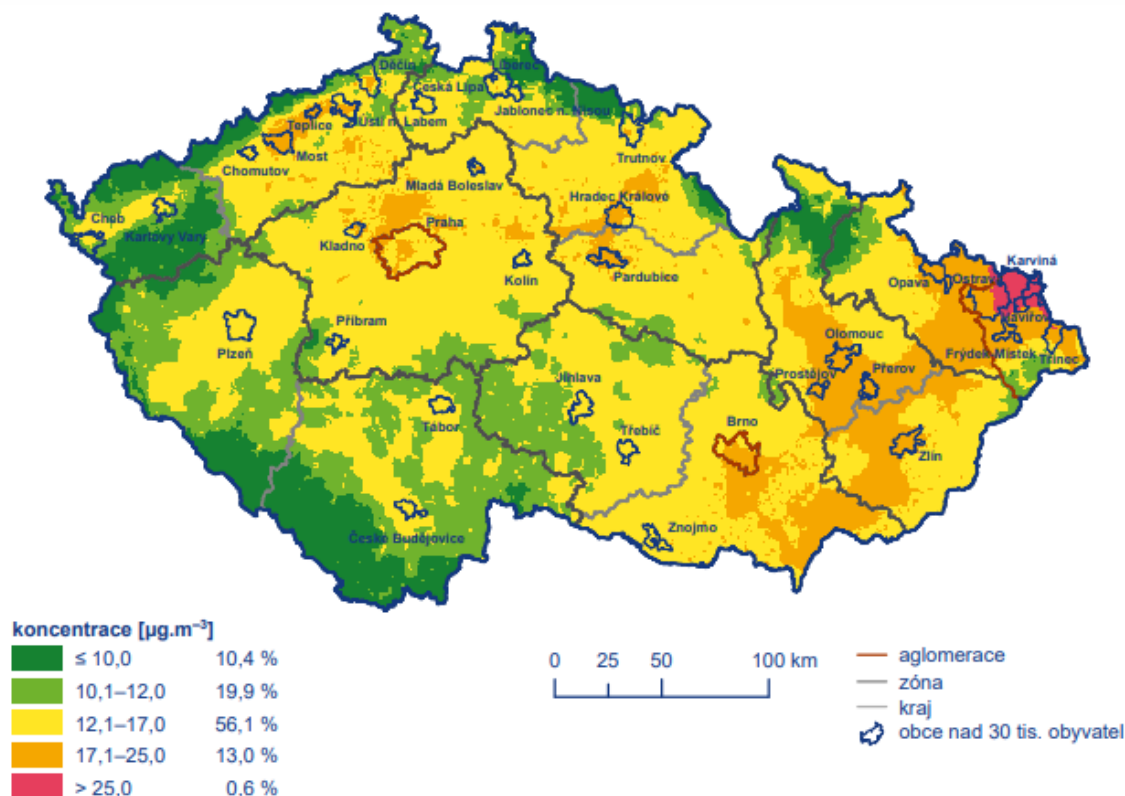 Děčín
Liberec
Česká Lípa
Jablonec n. Nisou
Ústí n. Labem
Teplice
Most
Chomutov
Trutnov
Mladá Boleslav
Hradec Králové
Cheb
Karlovy Vary
Praha
Kladno
Kolín
Pardubice
Karviná
Opava
Ostrava
Havířov
Příbram
Plzeň
Olomouc
Frýdek-Místek
Třinec
Prostějov
Přerov
Jihlava
Tábor
Třebíč
Brno
Zlín
Znojmo
České Budějovice
koncentrace [µg.m⁻³]
≤ 10,0 10,4 %
10,1–12,0 19,9 %
12,1–17,0 56,1 %
17,1–25,0 13,0 %
> 25,0 0,6 %
0 25 50 100 km
aglomerace
zóna
kraj
obce nad 30 tis. obyvatel